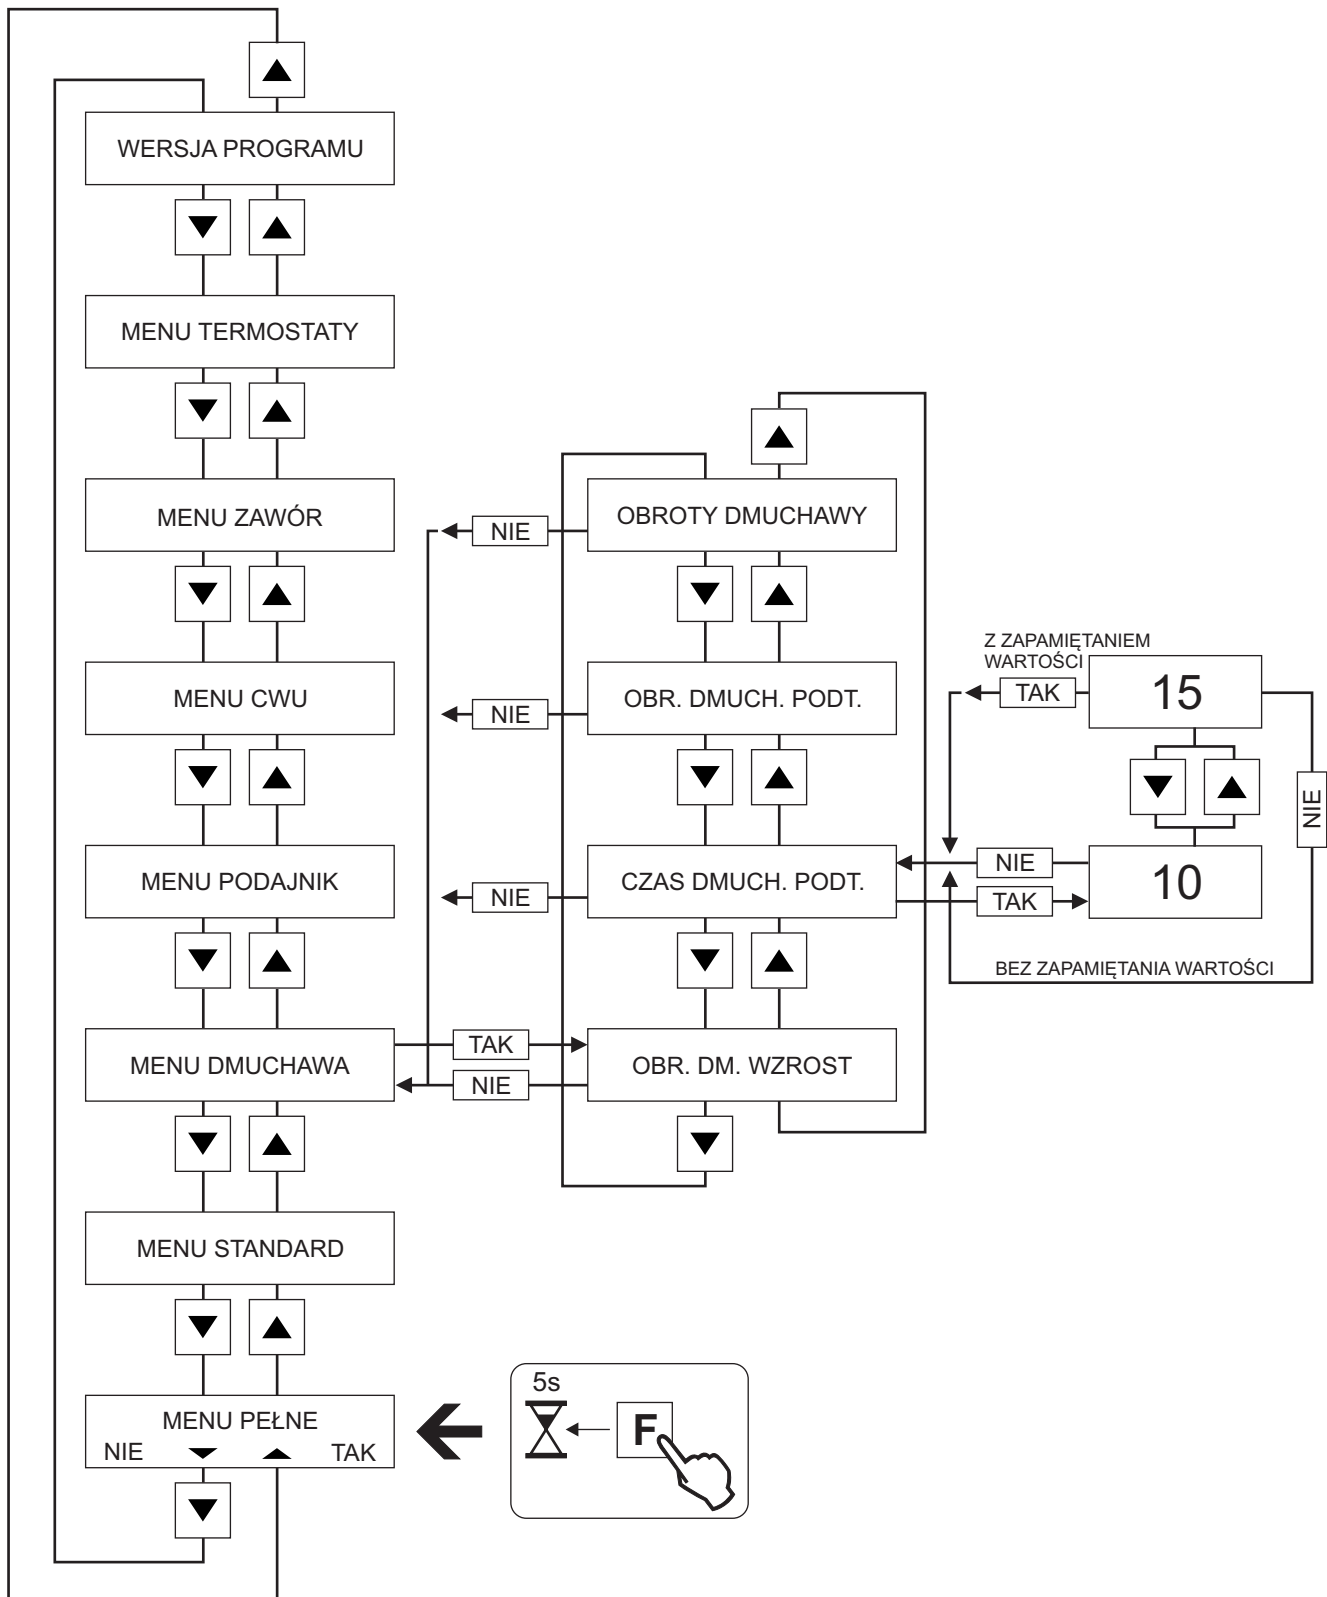 WERSJA PROGRAMU
MENU TERMOSTATY
MENU ZAWÓR
MENU CWU
MENU PODAJNIK
MENU DMUCHAWA
MENU STANDARD
MENU PEŁNE
NIE
TAK
5s
F
NIE
NIE
NIE
TAK
NIE
OBROTY DMUCHAWY
OBR. DMUCH. PODT.
CZAS DMUCH. PODT.
OBR. DM. WZROST
Z ZAPAMIĘTANIEM
WARTOŚCI
TAK
15
NIE
NIE
TAK
10
BEZ ZAPAMIĘTANIA WARTOŚCI